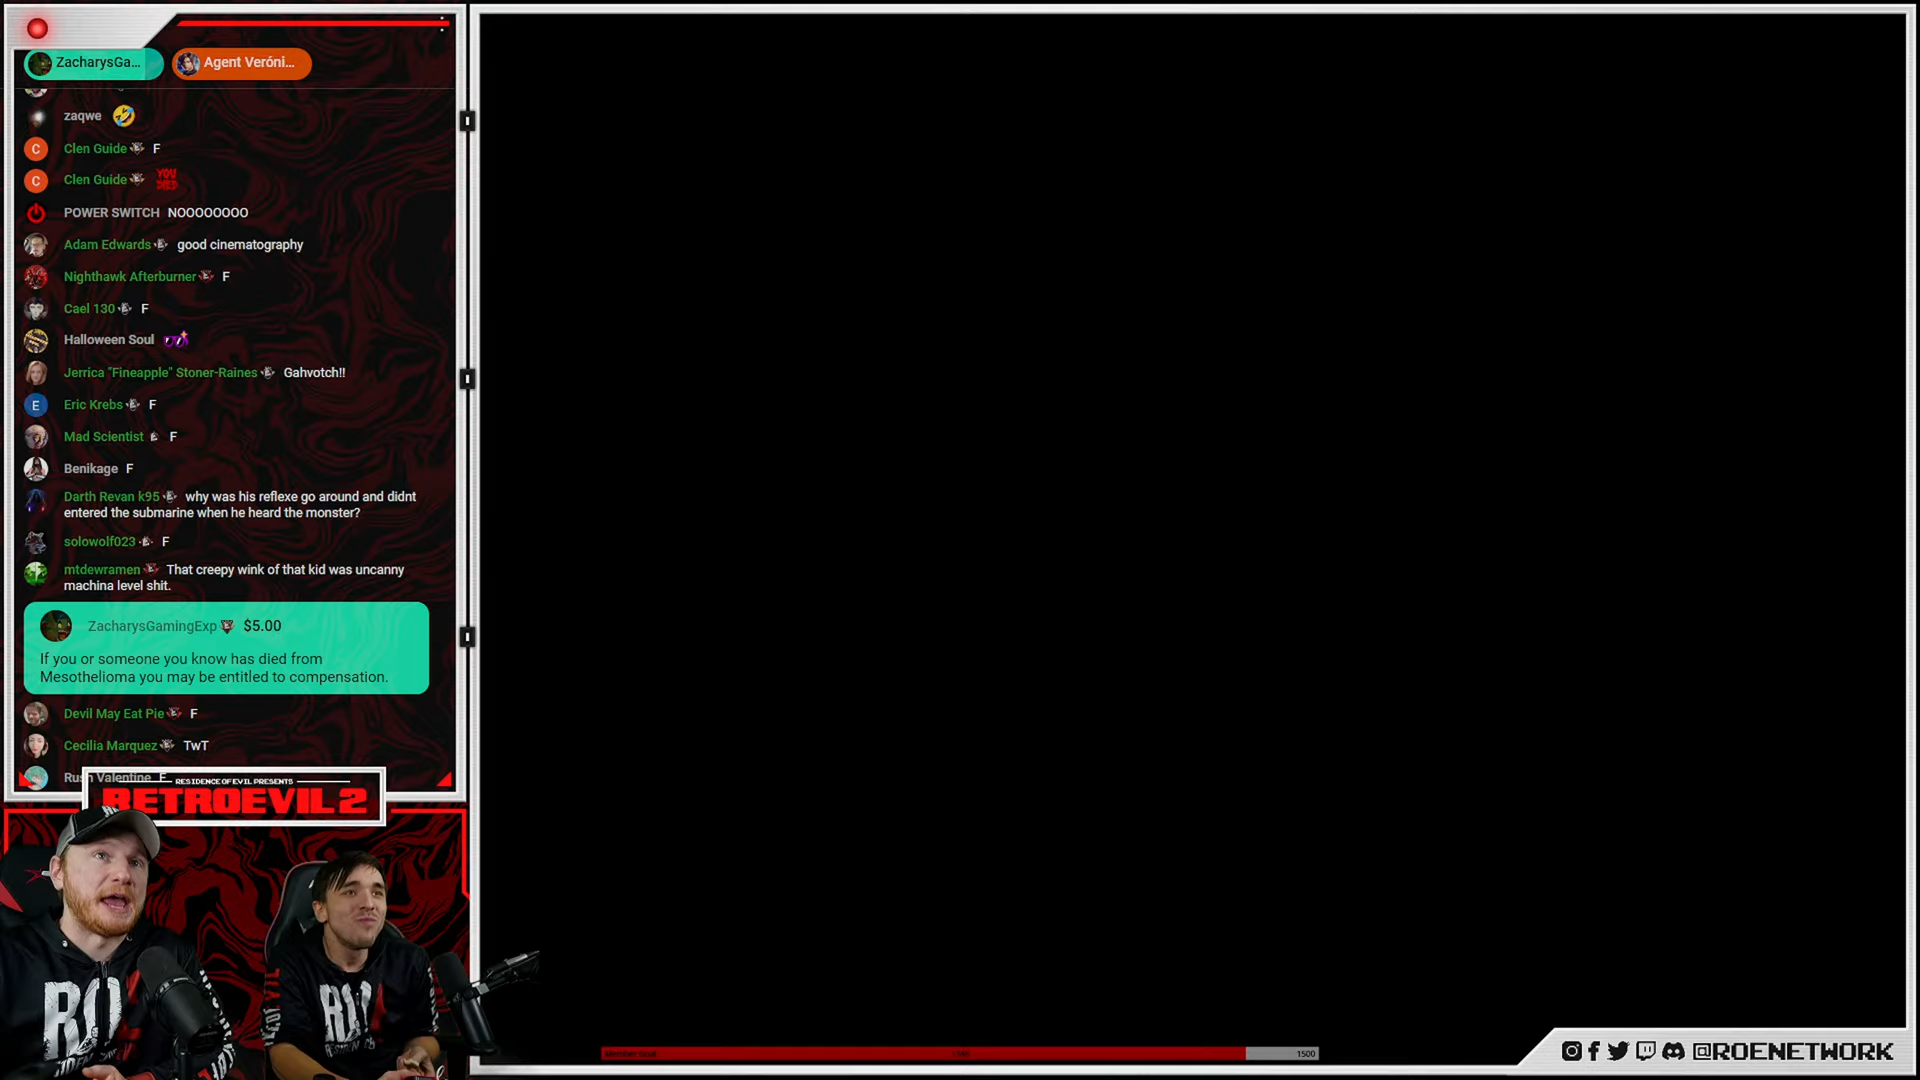 ZacharysGa...
Agent Veróni...
zaqwe
Clen Guide F
Clen Guide YOU DIED
POWER SWITCH NOOOOOOOO
Adam Edwards good cinematography
Nighthawk Afterburner F
Cael 130 F
Halloween Soul
Jerrica "Fineapple" Stoner-Raines Gahvotch!!
Eric Krebs F
Mad Scientist F
Benikage F
Darth Revan k95 why was his reflexe go around and didnt
entered the submarine when he heard the monster?
solowolf023 F
mtdewramen That creepy wink of that kid was uncanny
machina level shit.
ZacharysGamingExp $5.00
If you or someone you know has died from
Mesothelioma you may be entitled to compensation.
Devil May Eat Pie F
Cecilia Marquez TwT
Rush Valentine F
RESIDENCE OF EVIL PRESENTS
RETROEVIL 2
Member Goal
1500
@ROENETWORK